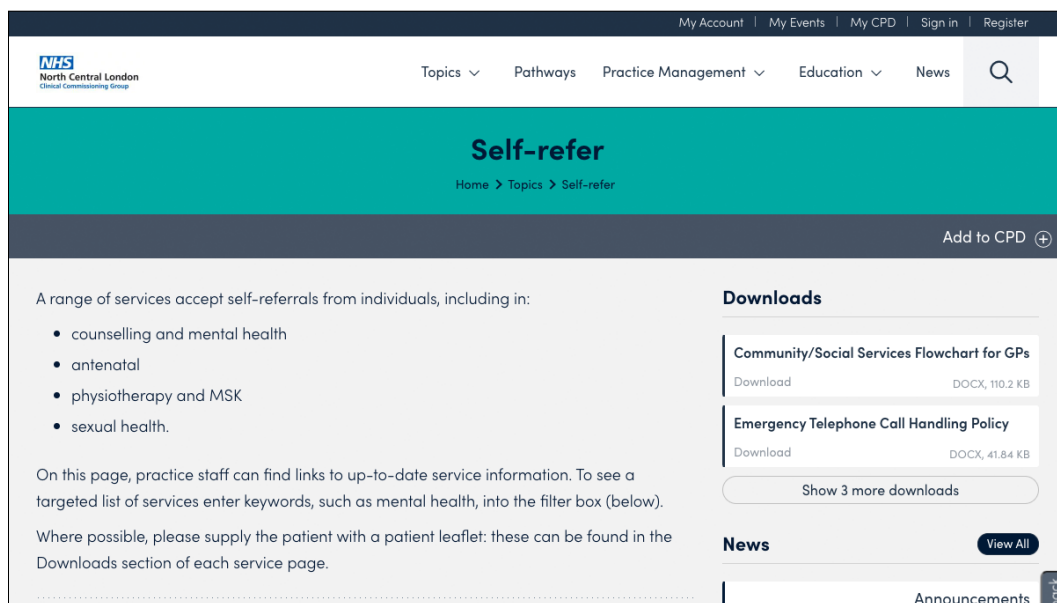 My Account | My Events | My CPD | Sign in | Register
NHS
North Central London
Clinical Commissioning Group
Topics Pathways Practice Management Education News
Self-refer
Home > Topics > Self-refer
Add to CPD
A range of services accept self-referrals from individuals, including in:
• counselling and mental health
• antenatal
• physiotherapy and MSK
• sexual health.
On this page, practice staff can find links to up-to-date service information. To see a
targeted list of services enter keywords, such as mental health, into the filter box (below).
Where possible, please supply the patient with a patient leaflet: these can be found in the
Downloads section of each service page.
Downloads
Community/Social Services Flowchart for GPs
Download DOCX, 110.2 KB
Emergency Telephone Call Handling Policy
Download DOCX, 41.84 KB
Show 3 more downloads
News View All
Announcements